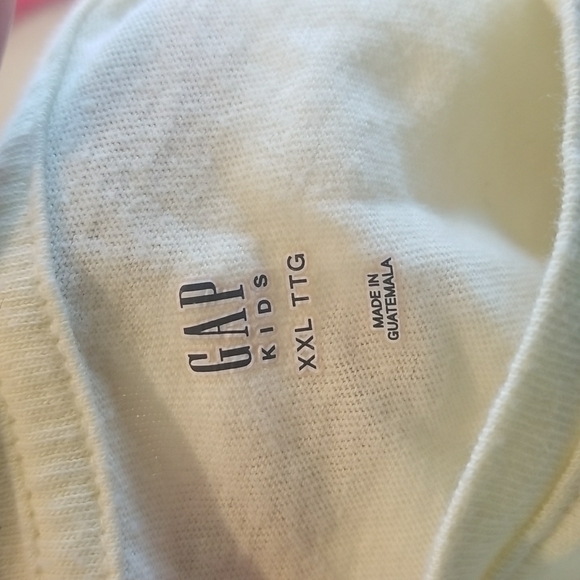 GAP
KIDS
XXL TTG
MADE IN
GUATEMALA